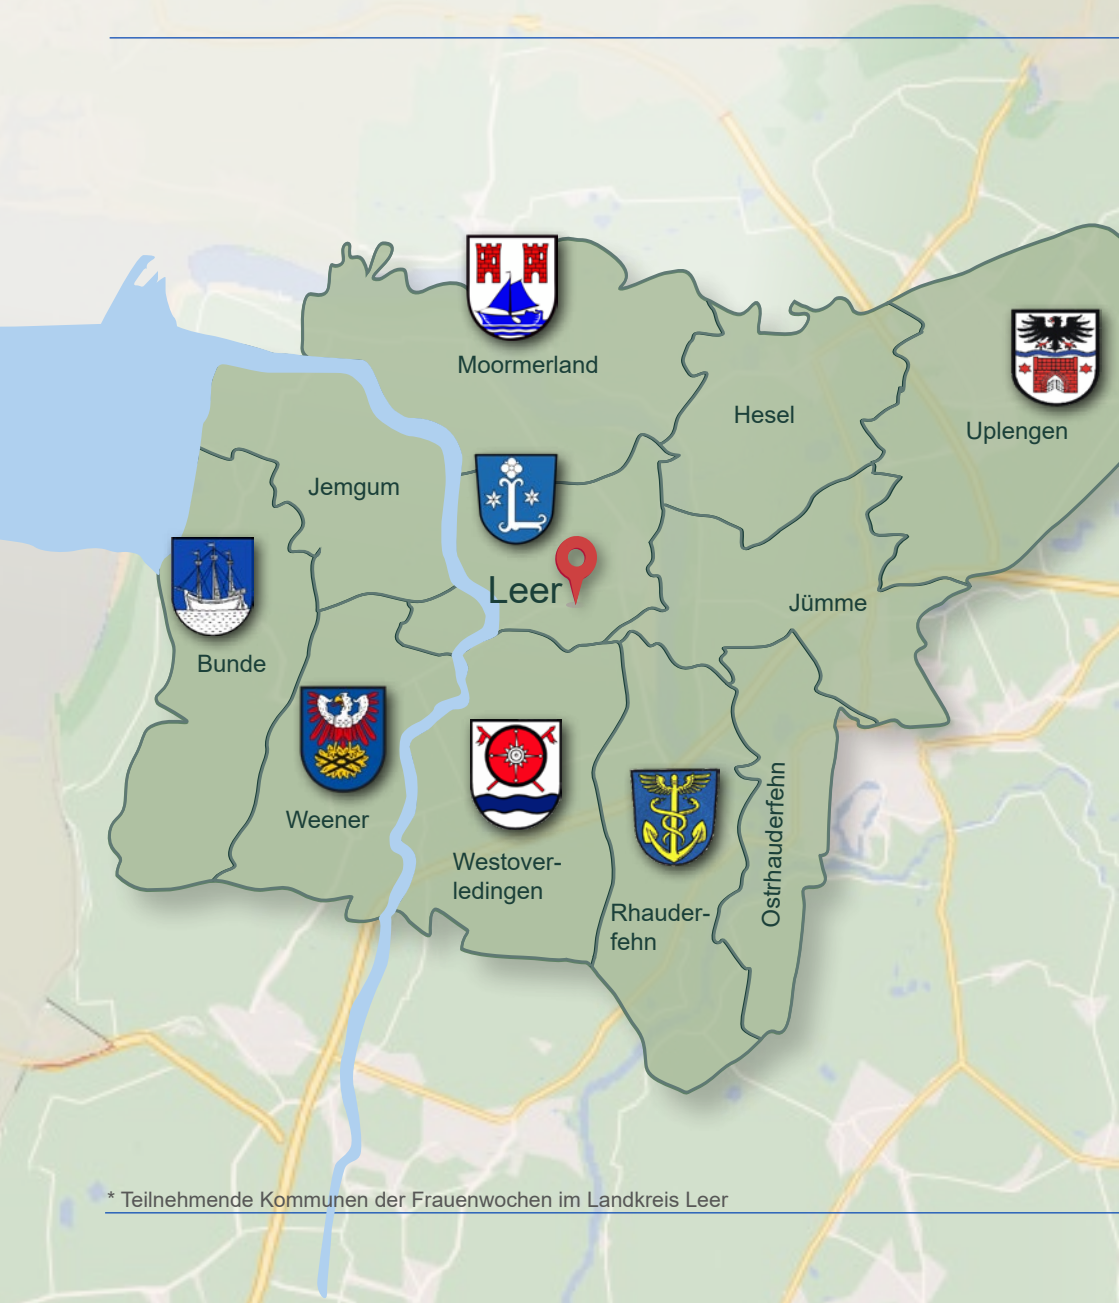 Moormerland
Hesel
Uplengen
Jemgum
Leer
Jümme
Bunde
Weener
Westover-
ledingen
Rhauder-
fehn
Ostrhauderfehn
* Teilnehmende Kommunen der Frauenwochen im Landkreis Leer